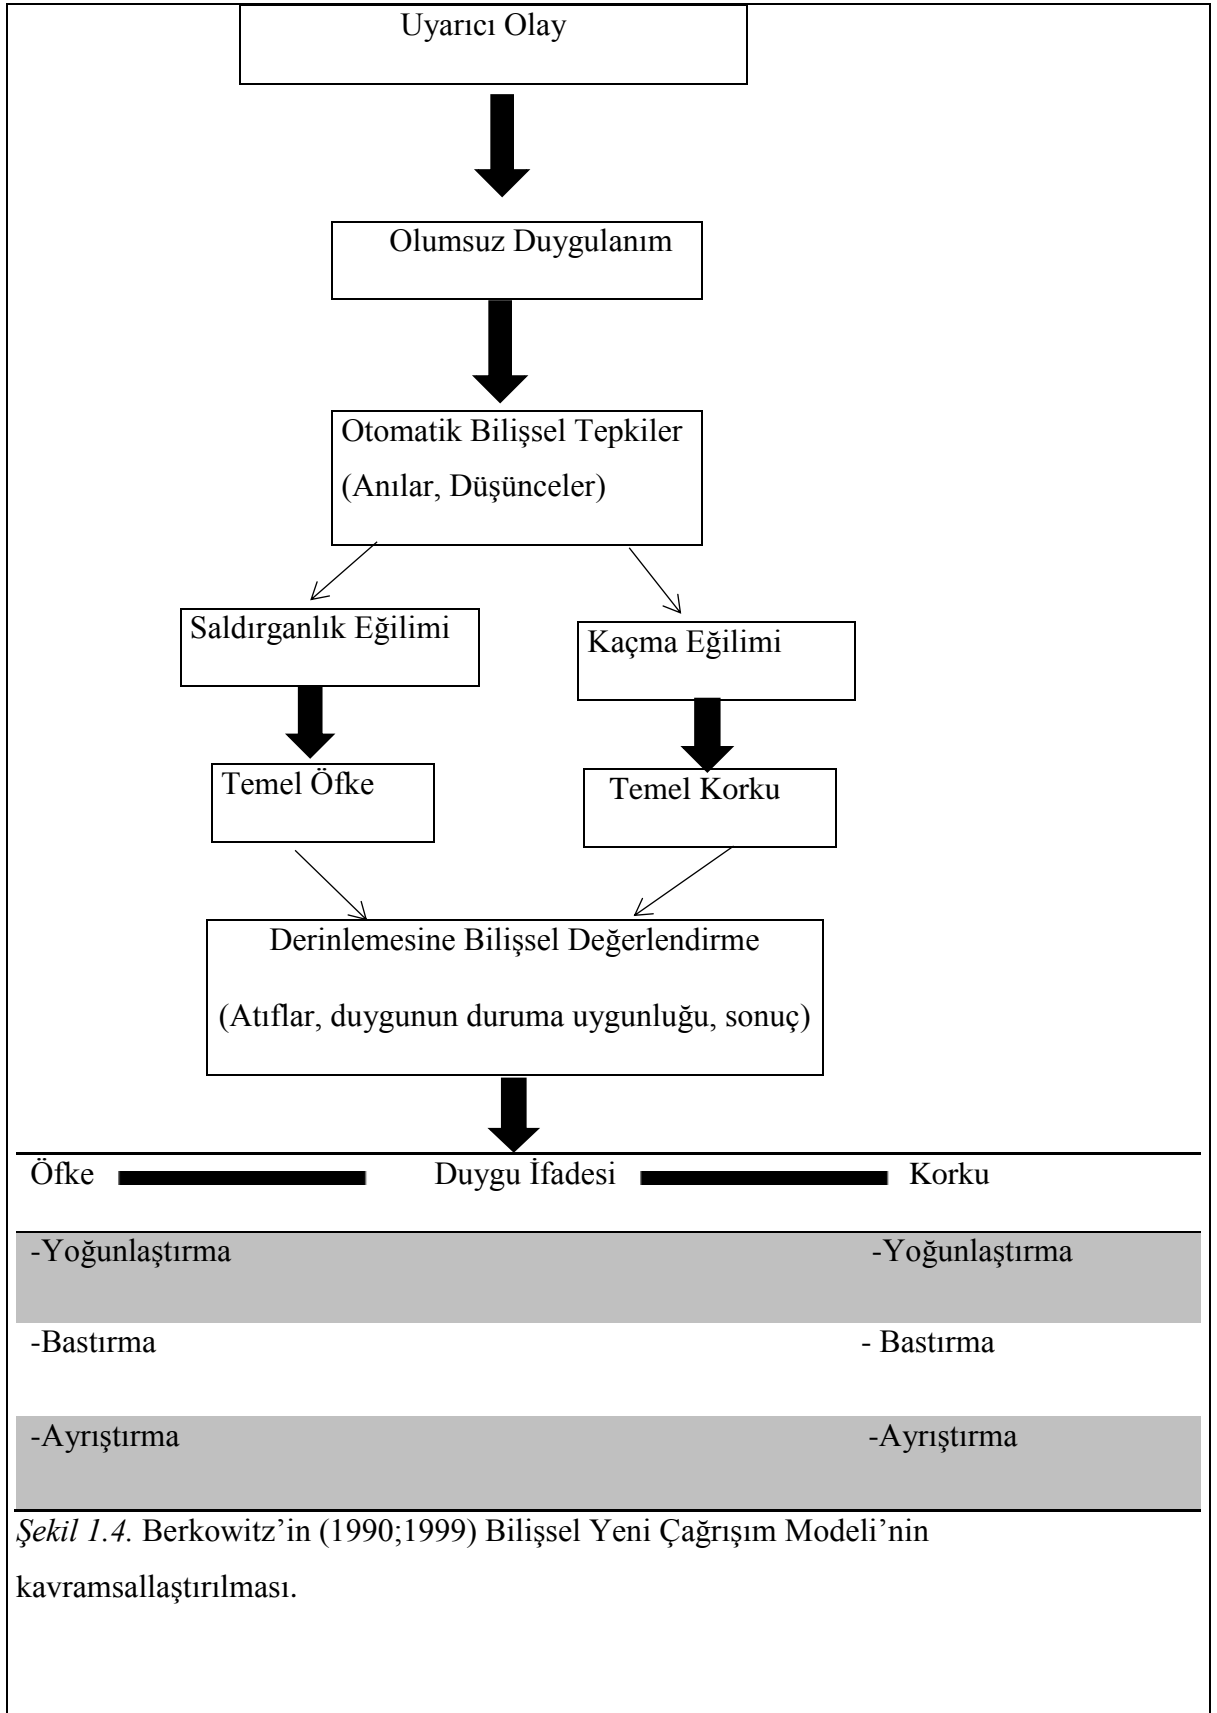 Uyarıcı Olay
Olumsuz Duygulanım
Otomatik Bilişsel Tepkiler
(Anılar, Düşünceler)
Saldırganlık Eğilimi
Kaçma Eğilimi
Temel Öfke
Temel Korku
Derinlemesine Bilişsel Değerlendirme
(Atıflar, duygunun duruma uygunluğu, sonuç)
Öfke Duygu İfadesi Korku
-Yoğunlaştırma -Yoğunlaştırma
-Bastırma - Bastırma
-Ayrıştırma -Ayrıştırma
Şekil 1.4. Berkowitz’in (1990;1999) Bilişsel Yeni Çağrışım Modeli’nin
kavramsallaştırılması.